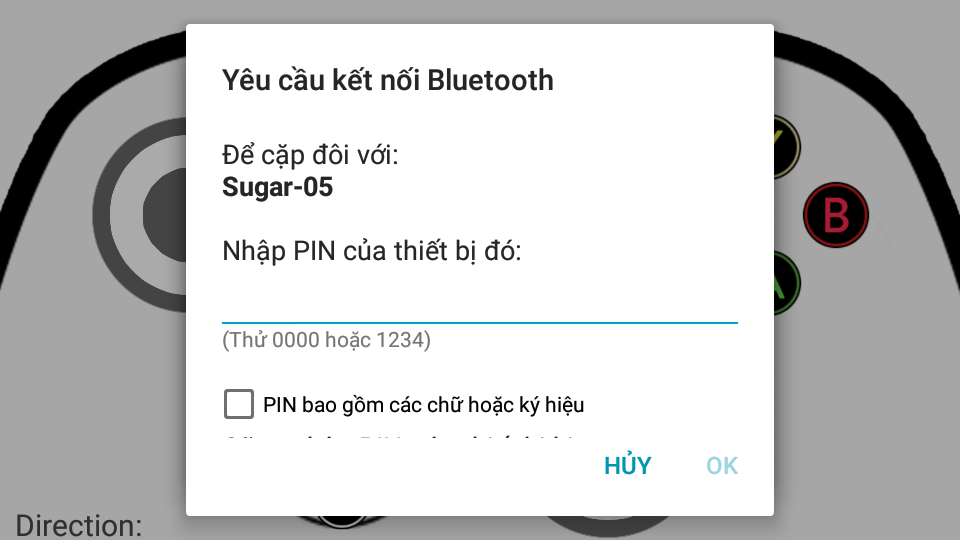 Yêu cầu kết nối Bluetooth
Để cặp đôi với:
Sugar-05
Nhập PIN của thiết bị đó:
(Thử 0000 hoặc 1234)
PIN bao gồm các chữ hoặc ký hiệu
HỦY OK
Y
B
A
Direction: